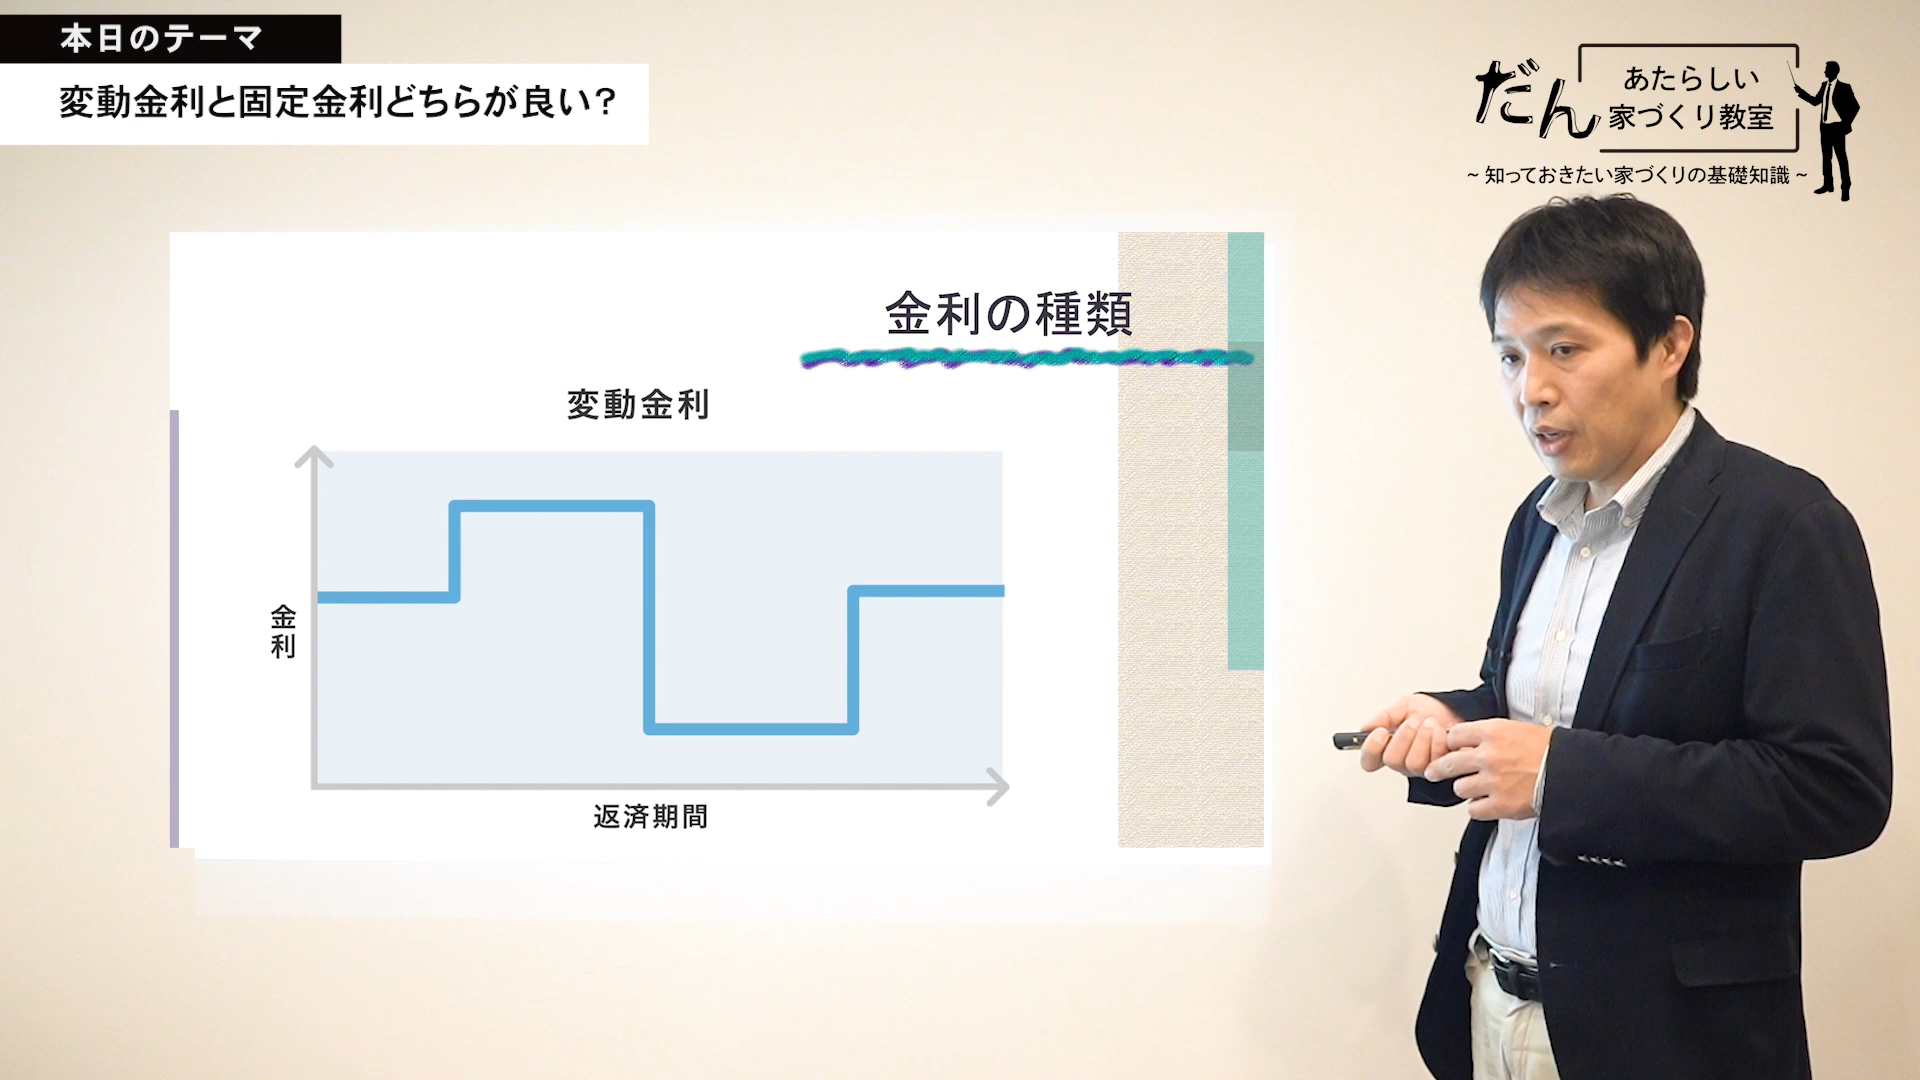 本日のテーマ
変動金利と固定金利どちらが良い?
だん
あたらしい
家づくり教室
~ 知っておきたい家づくりの基礎知識 ~
金利の種類
変動金利
金利
返済期間